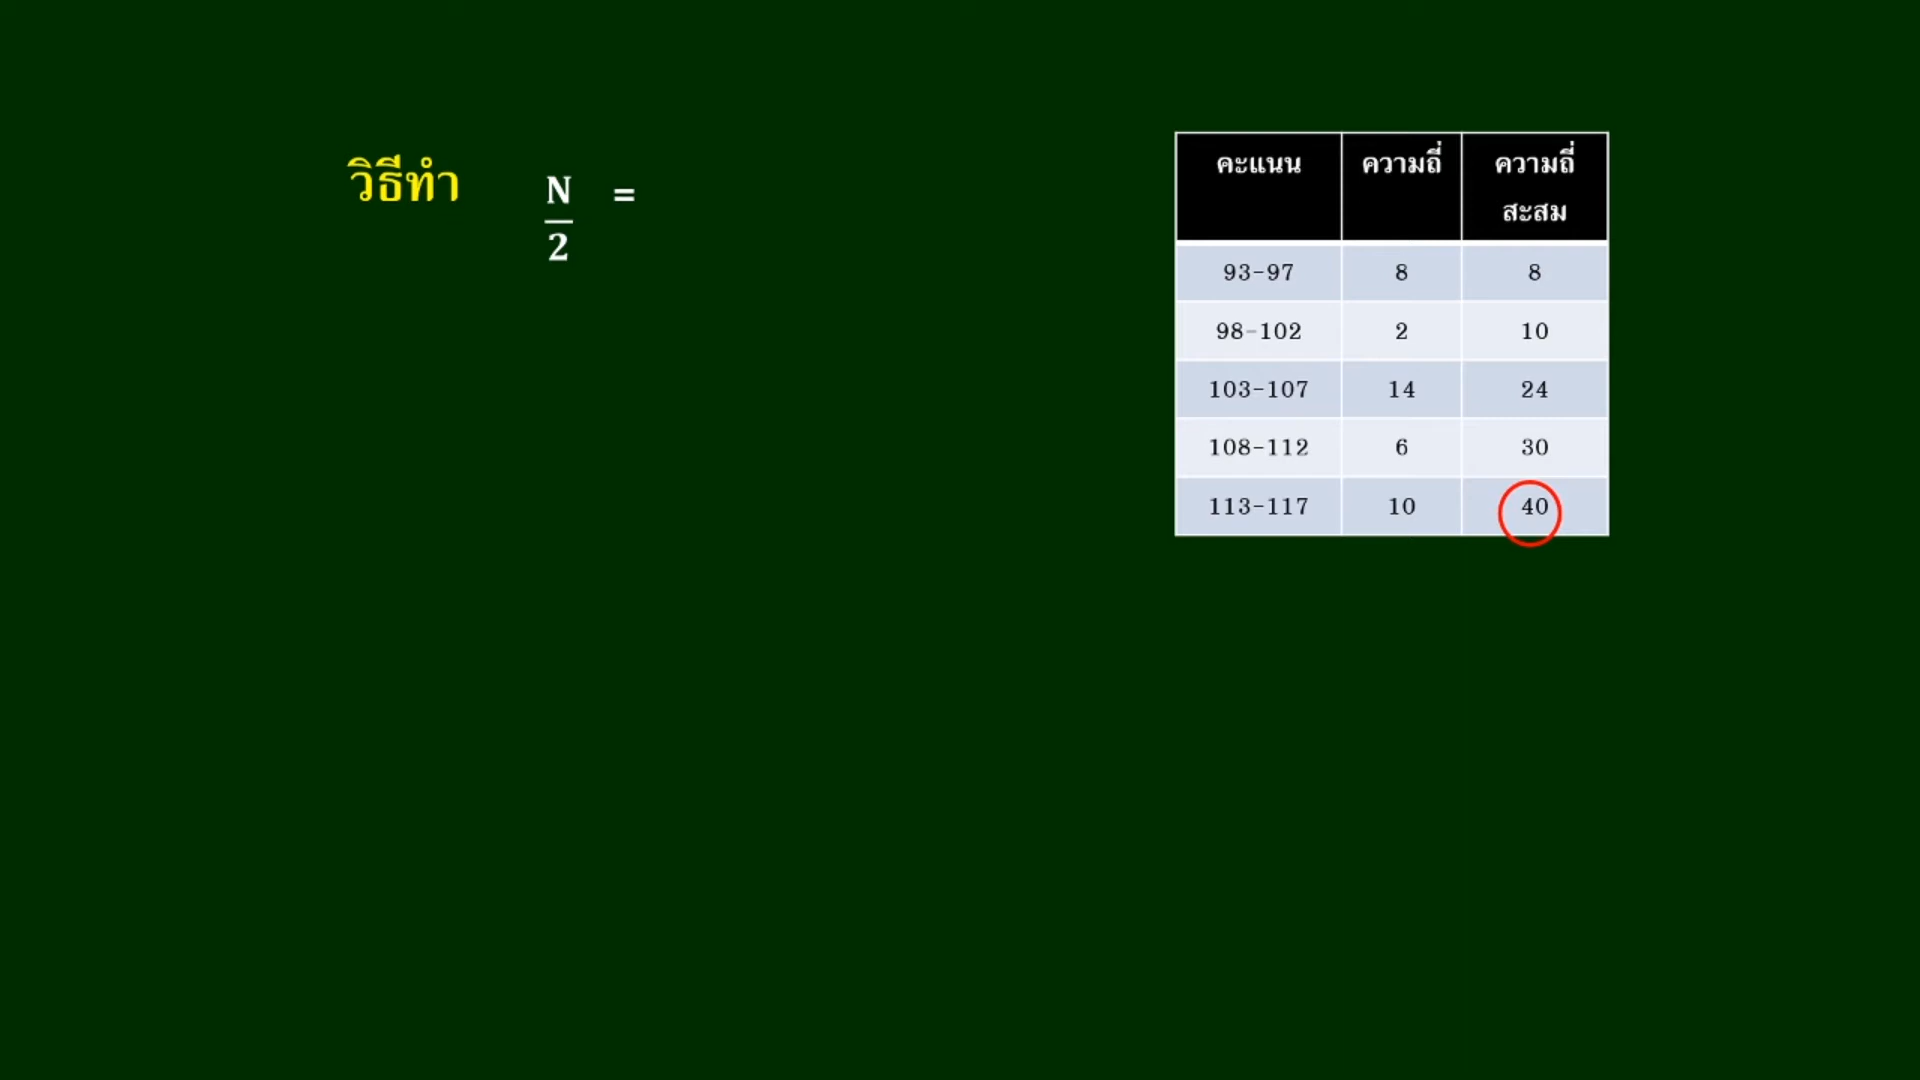 วิธีทำ N/2 =
คะแนน ความถี่ ความถี่สะสม
93-97 8 8
98-102 2 10
103-107 14 24
108-112 6 30
113-117 10 40